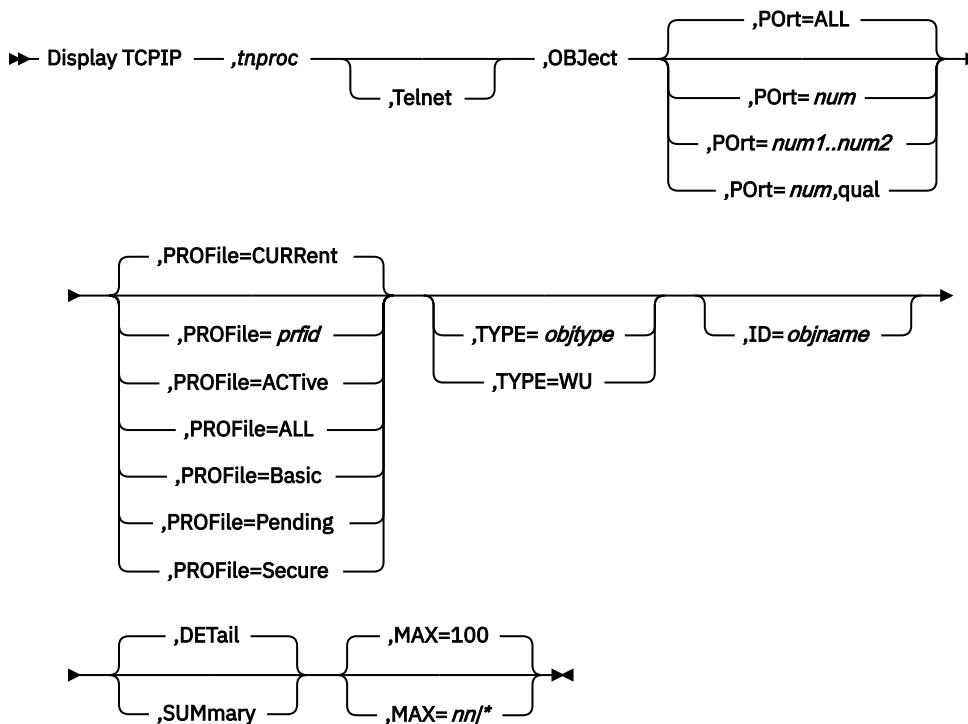 ,POrt=ALL
Display TCPIP ,tnproc ,OBJect
,Telnet
,POrt= num
,POrt= num1..num2
,POrt= num,qual
,PROFile=CURRent
,PROFile= prfid
,TYPE= objtype
,ID= objname
,PROFile=ACTive
,TYPE=WU
,PROFile=ALL
,PROFile=Basic
,PROFile=Pending
,PROFile=Secure
,DETail ,MAX=100
,SUMmary ,MAX= nn/*